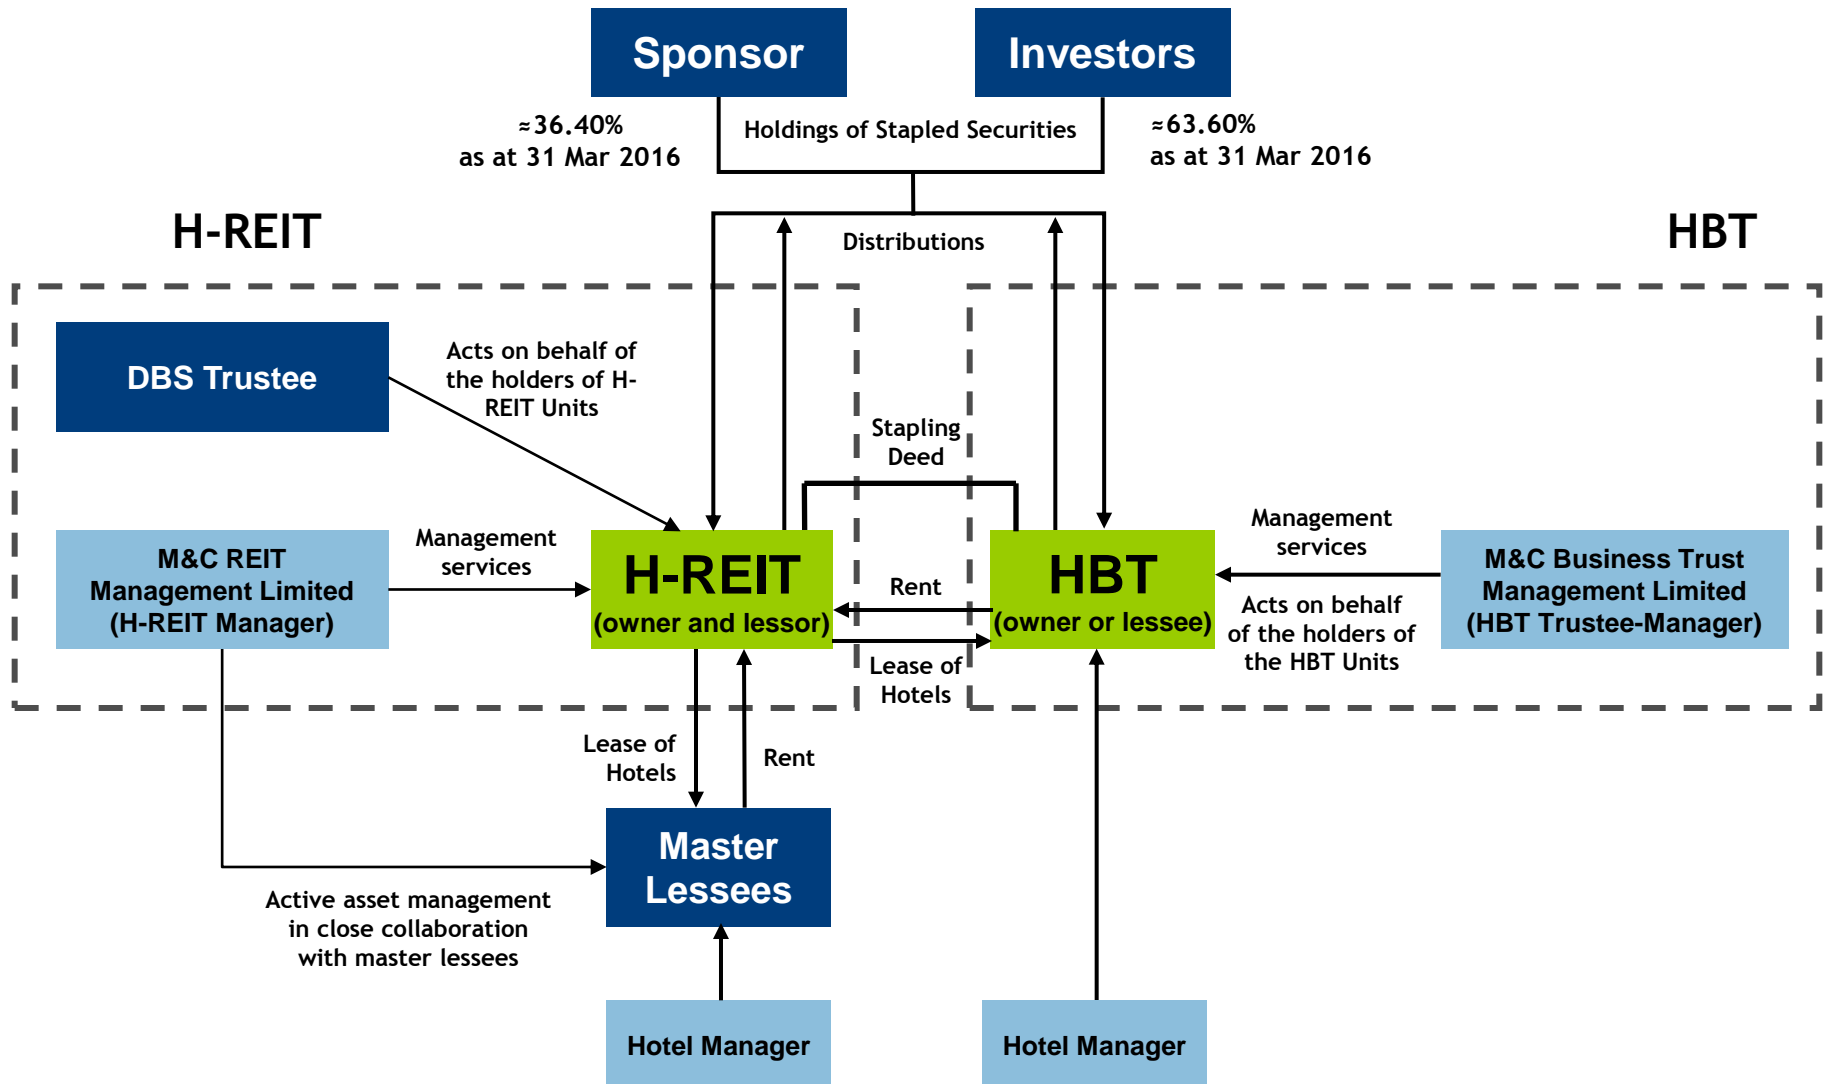 Sponsor
Investors
≈36.40%
as at 31 Mar 2016
Holdings of Stapled Securities
≈63.60%
as at 31 Mar 2016
H-REIT
HBT
Distributions
DBS Trustee
Acts on behalf of
the holders of H-
REIT Units
Stapling
Deed
M&C REIT
Management Limited
(H-REIT Manager)
Management
services
H-REIT
(owner and lessor)
Rent
Lease of
Hotels
HBT
(owner or lessee)
Management
services
Acts on behalf
of the holders of
the HBT Units
M&C Business Trust
Management Limited
(HBT Trustee-Manager)
Lease of
Hotels
Rent
Master
Lessees
Active asset management
in close collaboration
with master lessees
Hotel Manager
Hotel Manager